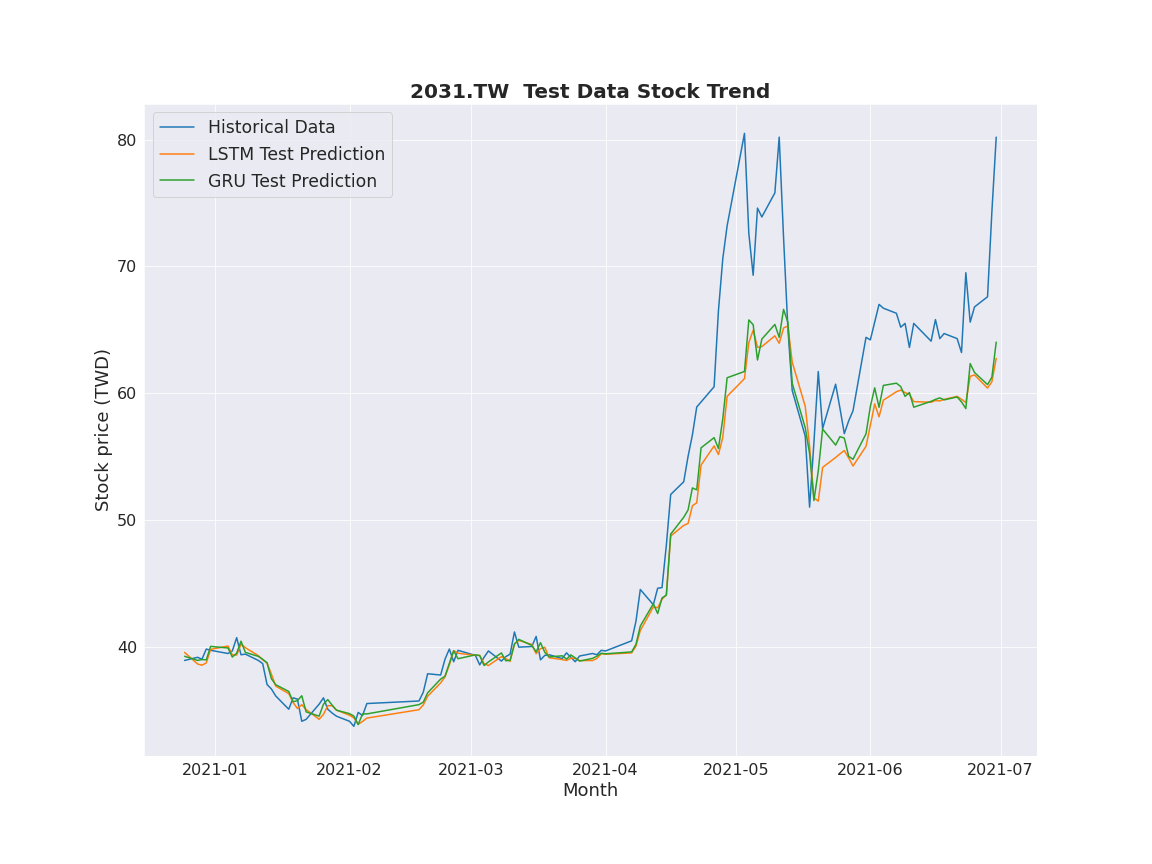 2031.TW  Test Data Stock Trend
Historical Data
LSTM Test Prediction
GRU Test Prediction
80
70
60
50
40
Stock price (TWD)
2021-01 2021-02 2021-03 2021-04 2021-05 2021-06 2021-07
Month